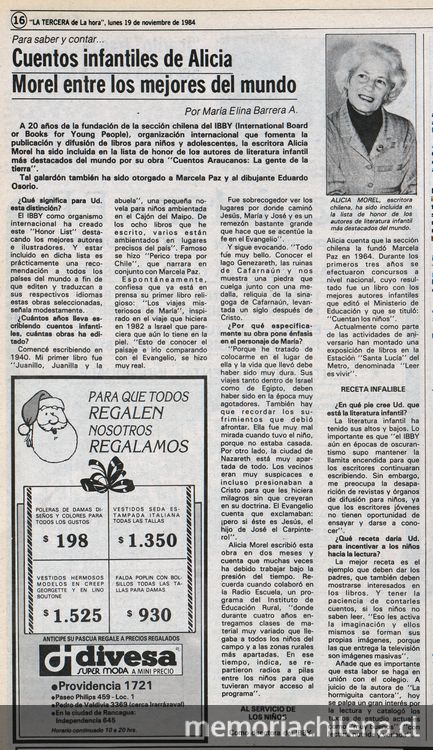 16 "LA TERCERA de La hora", lunes 19 de noviembre de 1984
Para saber y contar...
Cuentos infantiles de Alicia
Morel entre los mejores del mundo
Por María Elina Barrera A.
A 20 años de la fundación de la sección chilena del IBBY (International Board
or Books for Young People), organización internacional que fomenta la
publicación y difusión de libros para niños y adolescentes, la escritora Alicia
Morel ha sido incluida en la lista de honor de los autores de literatura infantil
más destacados del mundo por su obra "Cuentos Araucanos: La gente de
la tierra".
Tal galardón también ha sido otorgado a Marcela Paz y al dibujante Eduardo
Osorio.
ALICIA MOREL, escritora
chilena, ha sido incluida en
la lista de honor de los
autores de literatura infantil
más destacados del mundo.
¿Qué significa para Ud.
esta distinción?
El IBBY como organismo
internacional ha creado
este "Honor List" desta-
cando los mejores autores
e ilustradores. Y estar
incluido en dicha lista es
prácticamente una reco-
mendación a todos los
países del mundo a fin de
que editen y traduzcan a
sus respectivos idiomas
estas obras seleccionadas,
señala modestamente.
¿Cuántos años lleva es-
cribiendo cuentos infanti-
les, cuántas obras ha edi-
tado?
Comencé escribiendo en
1940. Mi primer libro fue
"Juanillo, Juanilla y la
abuela", una pequeña no-
vela para niños ambientada
en el Cajón del Maipo. De
los ocho libros que he
escrito, varios están
ambientados en lugares
precisos del país". Famoso
se hizo "Perico trepa por
Chile", que narra en
conjunto con Marcela Paz.
Espontáneamente,
confiesa que ya está en
prensa su primer libro reli-
gioso: "Los viajes
misteriosos de María", inspi-
rado en el viaje que hiciera
en 1982 a Israel que pare-
ciera que aún lo tiene en la
piel. "Esto de conocer el
paisaje e irlo comparando
con el Evangelio, se hizo
muy real.
Fue sobrecogedor ver los
lugares por donde caminó
Jesús, María y José y es un
remezón bastante grande
que hace que se acentúe la
fe en el Evangelio".
Y sigue evocando. "Todo
fue muy bello. Conocer el
lago Genezareth, las ruinas
de Cafarnaún y nos
muestra una piedra que
cuelga junto con una me-
dalla, reliquia de la sina-
goga de Cafarnaún, levan-
tada un siglo después de
Cristo.
¿Por qué específica-
mente su obra pone énfasis
en el personaje de María?
"Porque he tratado de
colocarme en el lugar de
ella y la vida que llevó debe
haber sido muy dura. Sus
viajes tanto dentro de Israel
como de Egipto, deben
haber sido en la época muy
agotadores. También hay
que recordar los su-
frimientos que debió
afrontar. Ella fue muy mal
mirada cuando tuvo el niño,
porque no estaba casada.
Por otro lado, la ciudad de
Nazareth está muy apar-
tada de todo. Los vecinos
eran muy suspicaces e
incluso presionaban a
Cristo para que les hiciera
milagros sin que creyeran
en su doctrina. El Evangelio
cuenta que exclamaban:
¡pero si éste es Jesús, el
hijo de José el Carpinte-
ro!".
Alicia Morel escribió esta
obra en dos meses y
cuenta que muchas veces
ha debido trabajar bajo la
presión del tiempo. Re-
cuerda cuando colaboró en
la Radio Escuela, un pro-
grama del Instituto de
Educación Rural, "donde
durante cuatro años en-
tregamos clases de mate-
rial muy variado que lle-
gaba a todos los niños del
campo y a las zonas rurales
más apartadas. En ese
tiempo, indica, se re-
partieron radios a pilas
entre los niños para que
tuvieran mayor acceso al
programa".
AL SERVICIO DE
LOS NIÑOS
Alicia cuenta que la sección
chilena la fundó Marcela
Paz en 1964. Durante los
primeros tres años se
efectuaron concursos a
nivel nacional, cuyo resul-
tado fue un libro con los
mejores autores infantiles
que editó el Ministerio de
Educación y que se tituló:
"Cuentan los niños".
Actualmente como parte
de las actividades de ani-
versario han montado una
exposición de libros en la
Estación "Santa Lucía" del
Metro, denominada "Leer
es vivir".
RECETA INFALIBLE
¿En qué pie cree Ud. que
está la literatura infantil?
La literatura infantil ha
tenido sus altos y bajos. Lo
importante es que "el IBBY
aún en épocas de oscuran-
tismo supo mantener la
llamita encendida para que
los escritores continuaran
escribiendo. Sin embargo,
me preocupa la desapa-
rición de revistas y órganos
de difusión para niños, ya
que los escritores jóvenes
no tienen oportunidad de
ensayar y darse a cono-
cer".
¿Qué receta daría Ud.
para incentivar a los niños
hacia la lectura?
La mejor receta es el
ejemplo que deben dar los
padres, que también deben
mostrarse interesados en
los libros. Y tener la
paciencia de contarles
cuentos, si los niños no sa-
ben leer. "Eso les activa
la imaginación y ellos
mismos se forman sus
propias imágenes, porque
las que entrega la televisión
son imágenes masivas".
Añade que es importante
que esta labor se haga en
unión con el colegio. A
juicio de la autora de "La
hormiguita cantora", hoy
se palpa un gran interés por
PARA QUE TODOS
REGALEN
NOSOTROS
REGALAMOS
POLERAS DE DAMAS DI-
SEÑOS Y COLORES PARA
TODOS LOS GUSTOS
$ 198
VESTIDOS SEDA ES-
TAMPADA ITALIANA
TODAS LAS TALLAS
$ 1.350
VESTIDOS HERMOSOS
MODELOS EN CREEP
GEORGETTE Y EN LINO
BOUTONE
$ 1.525
FALDA POPLIN CON BOL-
SILLOS TODAS LAS TA-
LLAS PARA DAMAS
$ 930
ANTICIPE SU PASCUA REGALE A PRECIOS REGALADOS
divesa
SUPER MODA A MINI PRECIO
Providencia 1721
Paseo Philips 459 - Loc. 1
Pedro de Valdivia 3369 (cerca Irarrázaval)
En la ciudad de Rancagua:
Independencia 645
Horario continuado 10 a 20 hrs.
memoriachilena.cl